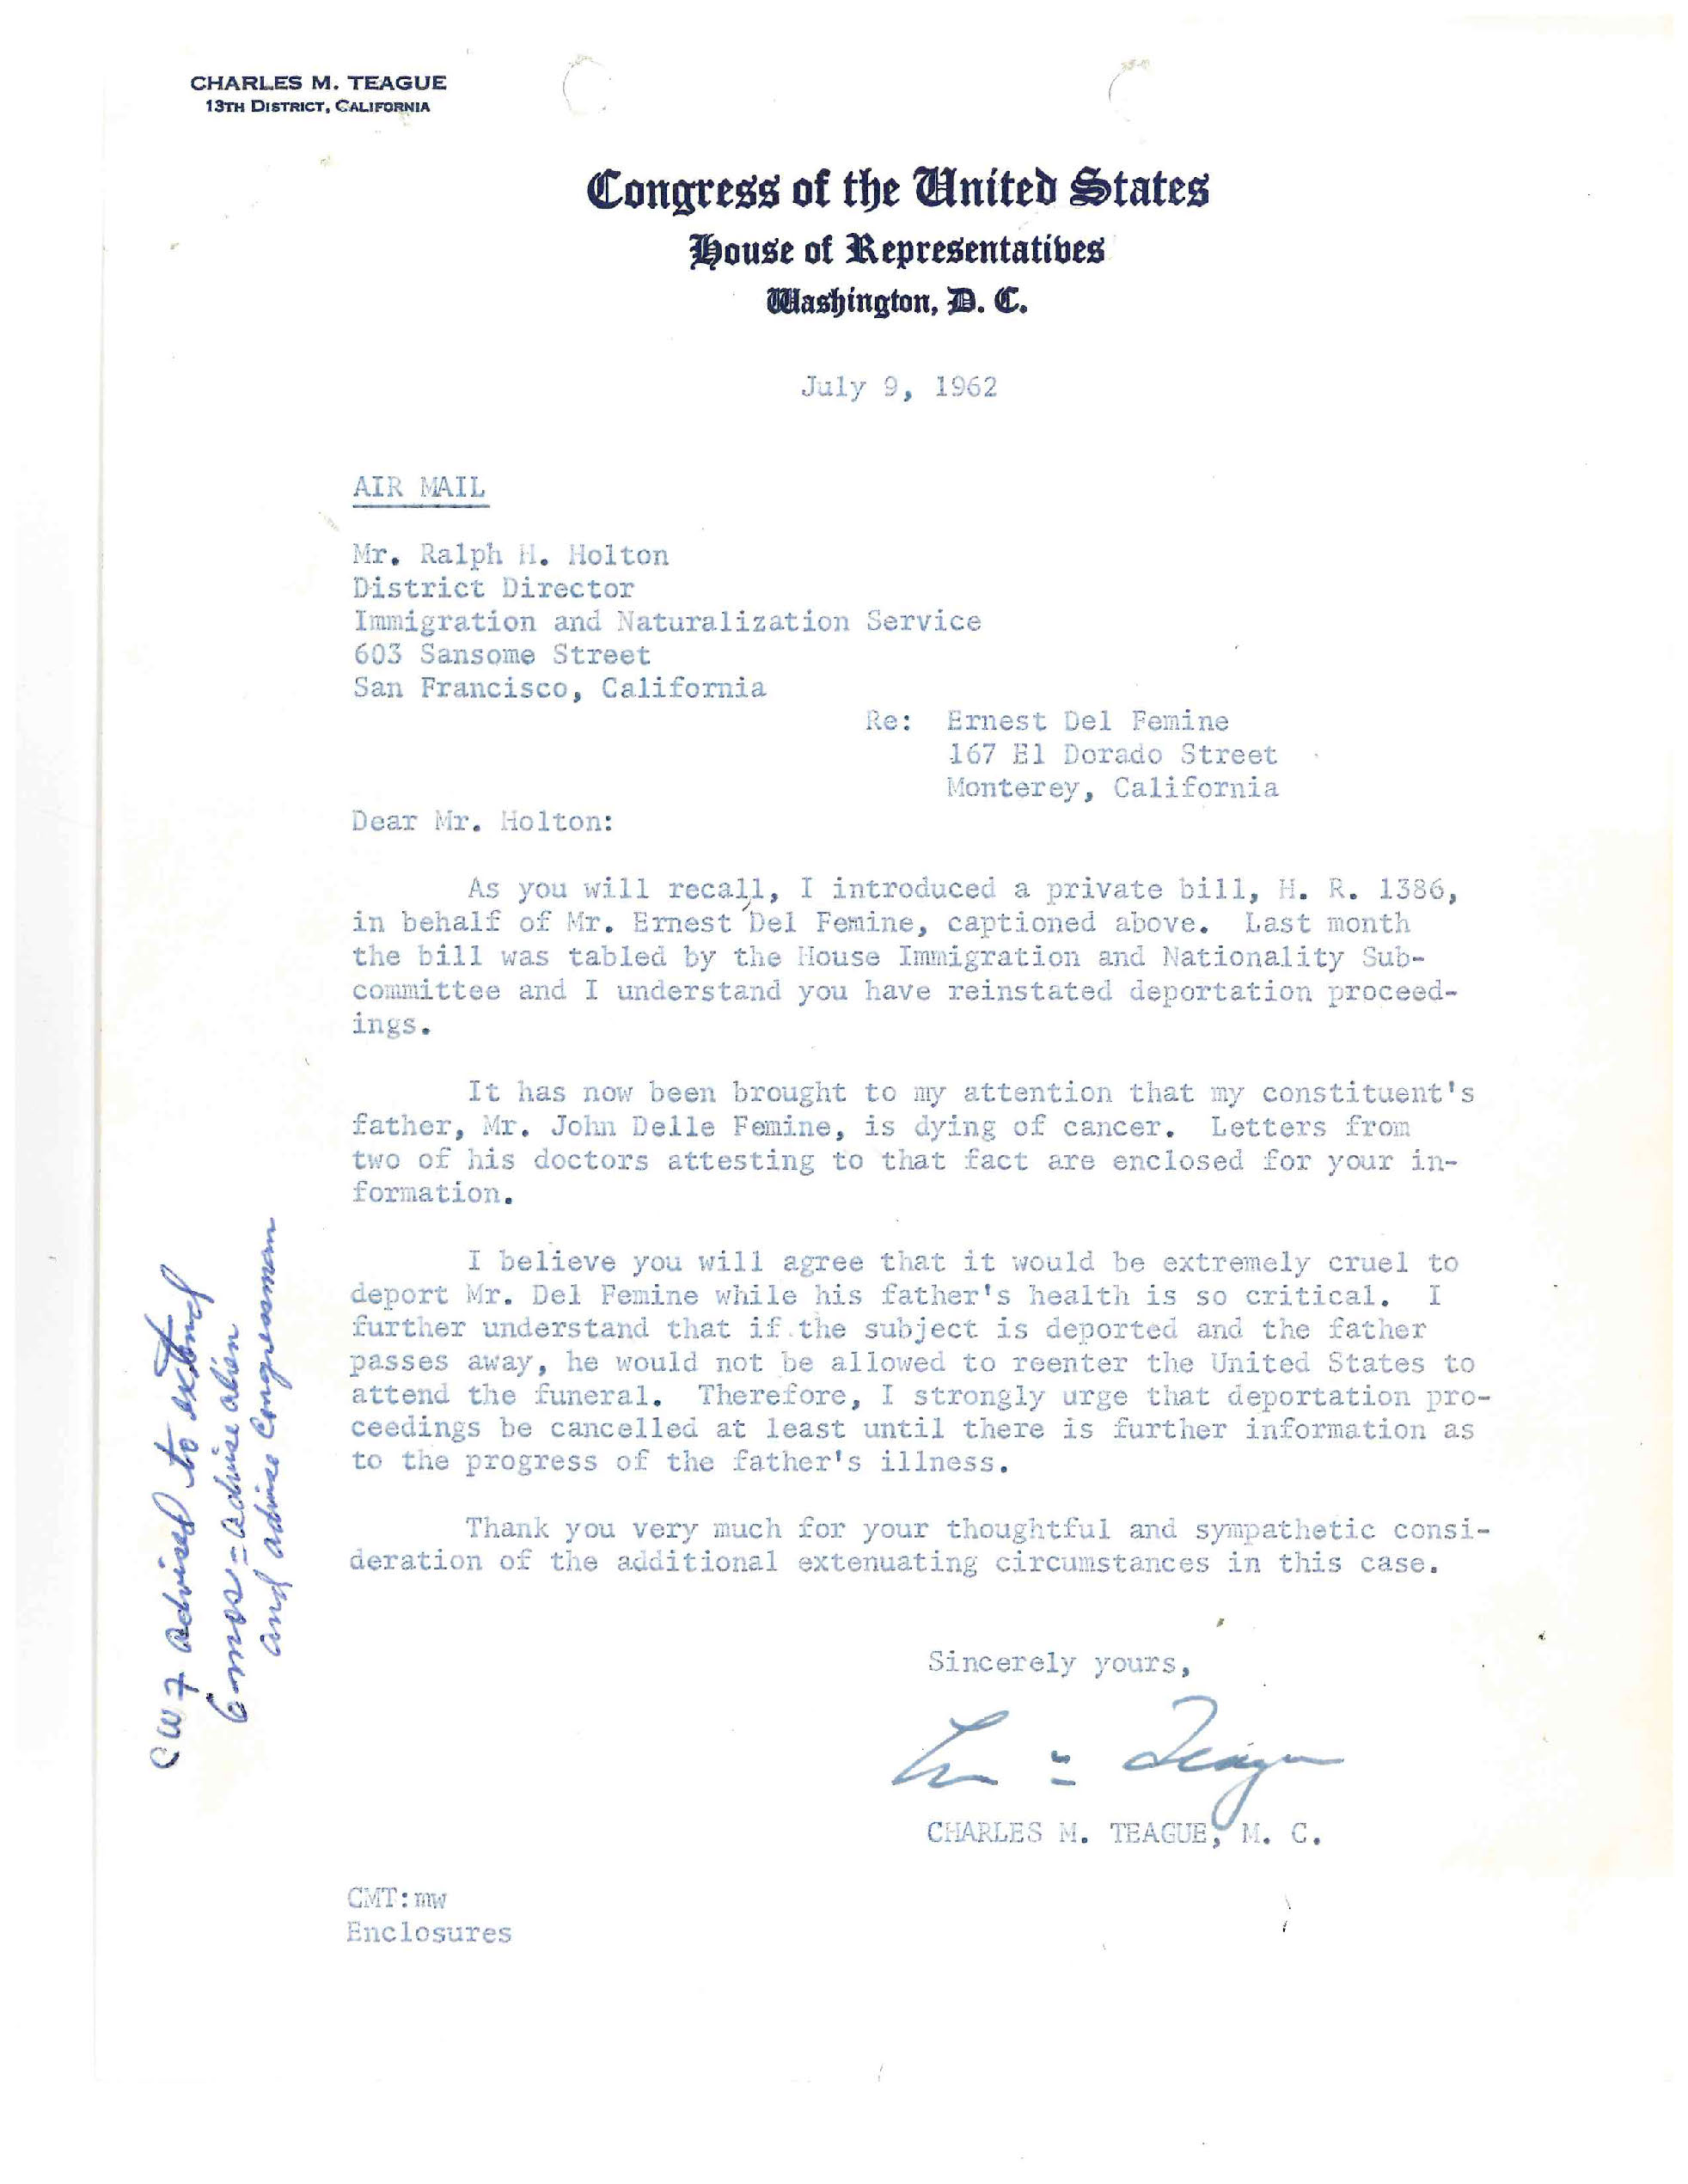 CHARLES M. TEAGUE
13TH DISTRICT, CALIFORNIA
Congress of the United States
House of Representatives
Washington, D. C.
July 9, 1962
AIR MAIL
Mr. Ralph H. Holton
District Director
Immigration and Naturalization Service
603 Sansome Street
San Francisco, California
Re: Ernest Del Femine
167 El Dorado Street
Monterey, California
Dear Mr. Holton:
As you will recall, I introduced a private bill, H. R. 1386,
in behalf of Mr. Ernest Del Femine, captioned above. Last month
the bill was tabled by the House Immigration and Nationality Sub-
committee and I understand you have reinstated deportation proceed-
ings.
It has now been brought to my attention that my constituent's
father, Mr. John Delle Femine, is dying of cancer. Letters from
two of his doctors attesting to that fact are enclosed for your in-
formation.
I believe you will agree that it would be extremely cruel to
deport Mr. Del Femine while his father's health is so critical. I
further understand that if the subject is deported and the father
passes away, he would not be allowed to reenter the United States to
attend the funeral. Therefore, I strongly urge that deportation pro-
ceedings be cancelled at least until there is further information as
to the progress of the father's illness.
Thank you very much for your thoughtful and sympathetic consi-
deration of the additional extenuating circumstances in this case.
Sincerely yours,
Teague
CHARLES M. TEAGUE, M. C.
CMT:mw
Enclosures
CWF advised to extend
6 mos - advise alien
and advise Congressman